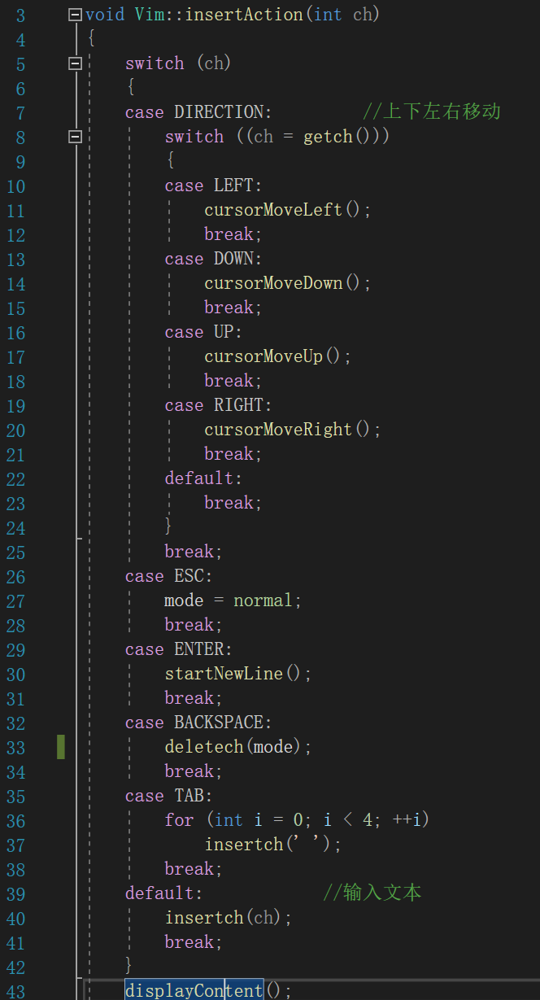 3 void Vim::insertAction(int ch)
4 {
5 switch (ch)
6 {
7 case DIRECTION: //上下左右移动
8 switch ((ch = getch()))
9 {
10 case LEFT:
11 cursorMoveLeft();
12 break;
13 case DOWN:
14 cursorMoveDown();
15 break;
16 case UP:
17 cursorMoveUp();
18 break;
19 case RIGHT:
20 cursorMoveRight();
21 break;
22 default:
23 break;
24 }
25 break;
26 case ESC:
27 mode = normal;
28 break;
29 case ENTER:
30 startNewLine();
31 break;
32 case BACKSPACE:
33 deletech(mode);
34 break;
35 case TAB:
36 for (int i = 0; i < 4; ++i)
37 insertch(' ');
38 break;
39 default: //输入文本
40 insertch(ch);
41 break;
42 }
43 displayContent();